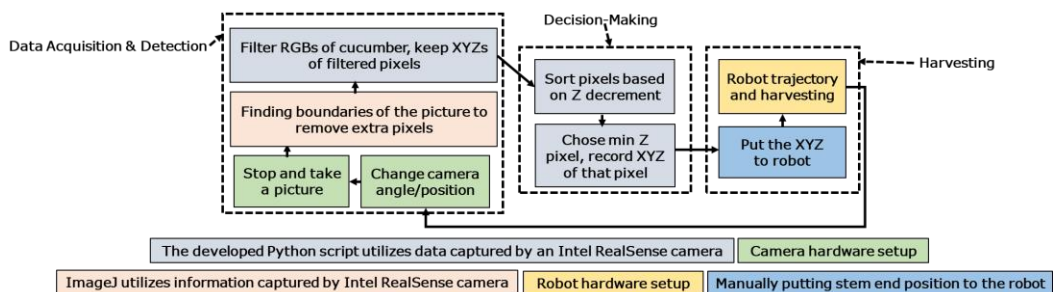 Decision-Making
Data Acquisition & Detection
Filter RGBs of cucumber, keep XYZs
of filtered pixels
Finding boundaries of the picture to
remove extra pixels
Stop and take
a picture
Change camera
angle/position
Sort pixels based
on Z decrement
Chose min Z
pixel, record XYZ
of that pixel
Harvesting
Robot trajectory
and harvesting
Put the XYZ
to robot
The developed Python script utilizes data captured by an Intel RealSense camera
Camera hardware setup
ImageJ utilizes information captured by Intel RealSense camera
Robot hardware setup
Manually putting stem end position to the robot